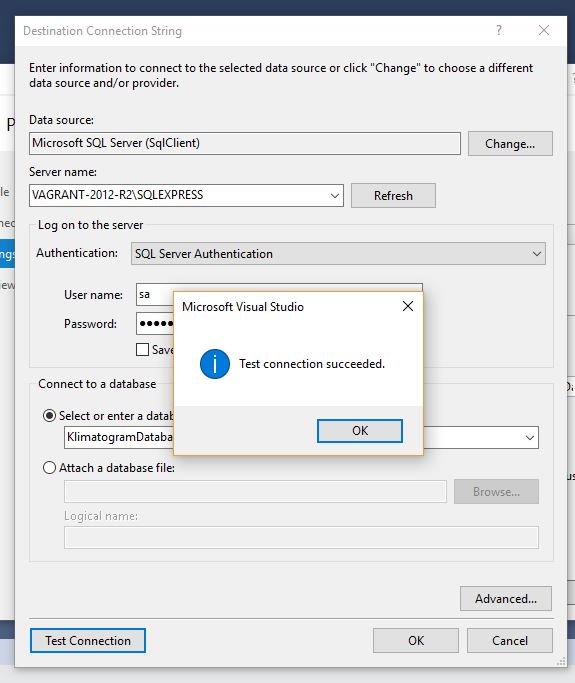 Destination Connection String
?
Enter information to connect to the selected data source or click "Change" to choose a different
data source and/or provider.
Data source:
Microsoft SQL Server (SqlClient)
Change...
Server name:
VAGRANT-2012-R2\SQLEXPRESS
Refresh
Log on to the server
Authentication:
SQL Server Authentication
User name:
sa
Password:
Save
Microsoft Visual Studio
Test connection succeeded.
OK
Connect to a database
Select or enter a datab
KlimatogramDataba
Attach a database file:
Browse...
Logical name:
Advanced...
Test Connection
OK
Cancel